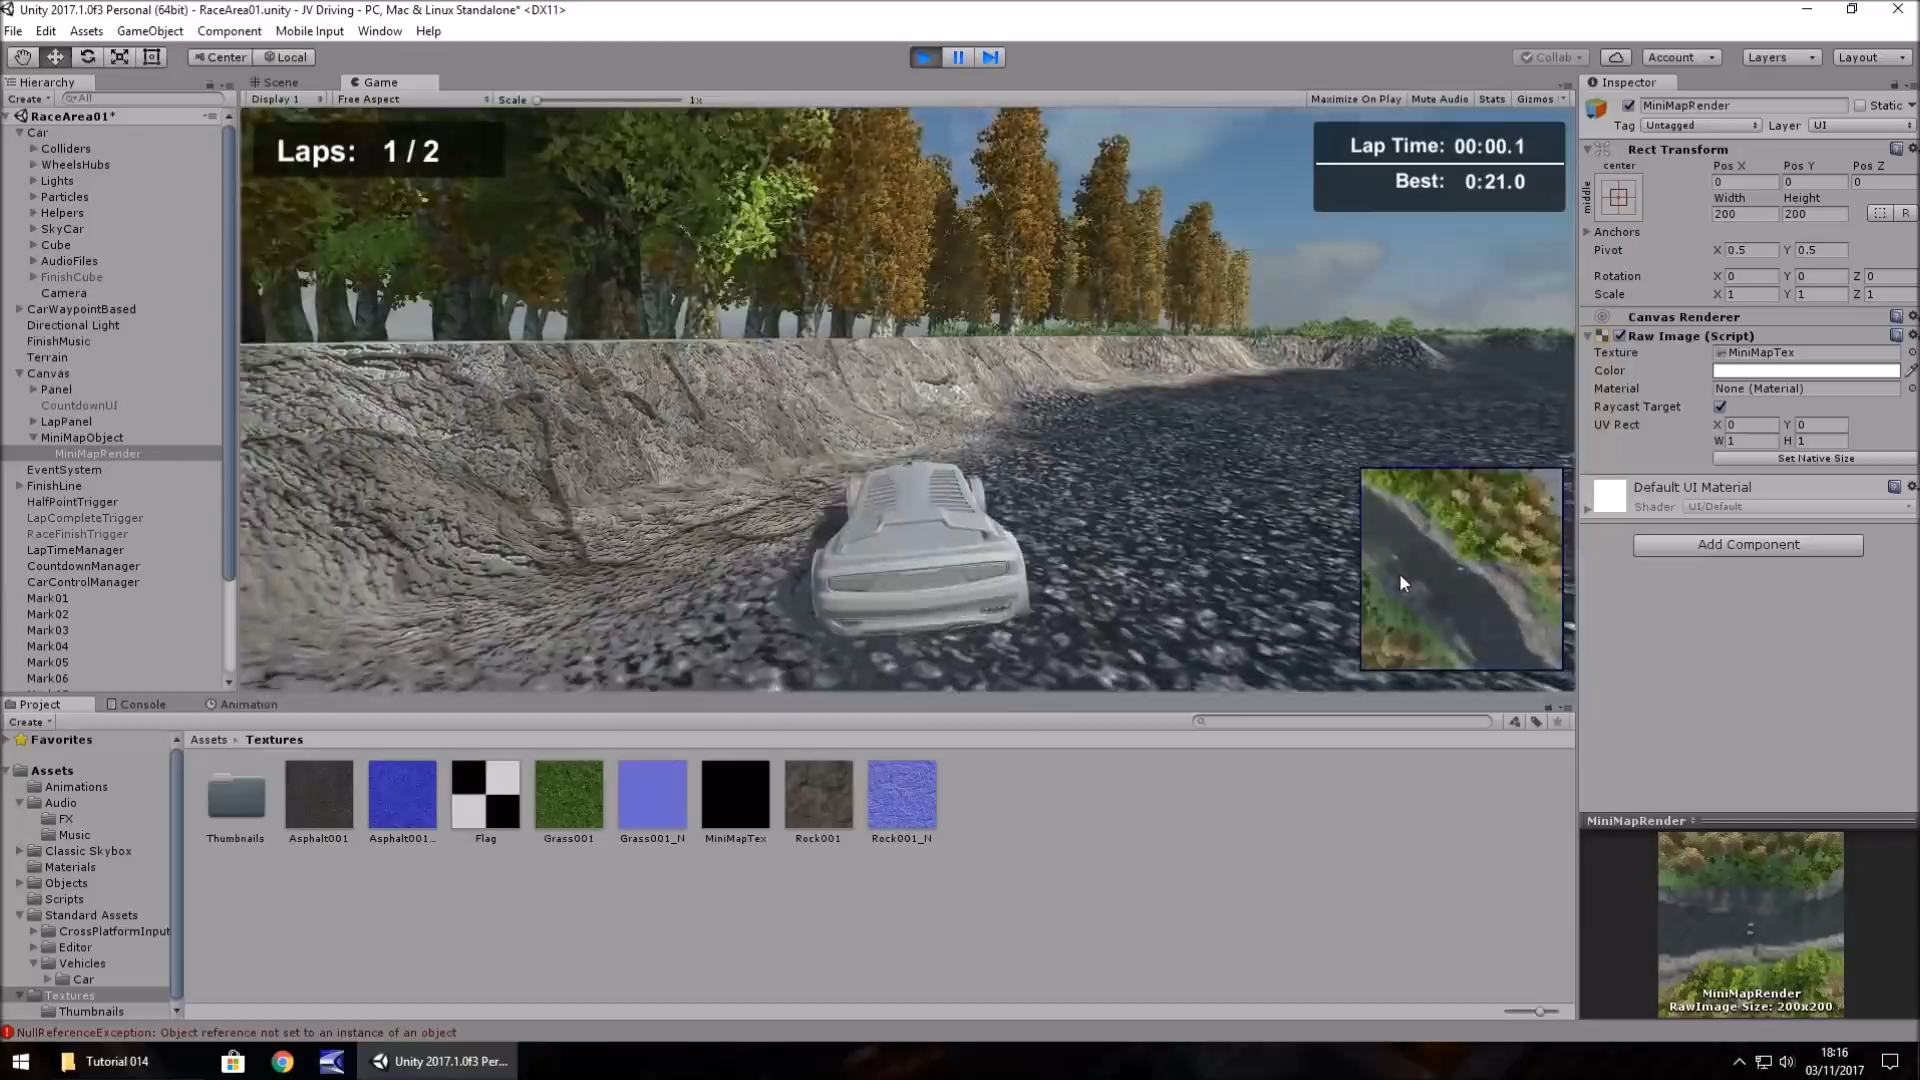 Unity 2017.1.0f3 Personal (64bit) - RaceArea01.unity - JV Driving - PC, Mac & Linux Standalone* <DX11>
File Edit Assets GameObject Component Mobile Input Window Help
Center Local Collab Account Layers Layout
Hierarchy
Create All
RaceArea01*
Car
Colliders
WheelsHubs
Lights
Particles
Helpers
SkyCar
Cube
AudioFiles
FinishCube
Camera
CarWaypointBased
Directional Light
FinishMusic
Terrain
Canvas
Panel
CountdownUI
LapPanel
MiniMapObject
MiniMapRender
EventSystem
FinishLine
HalfPointTrigger
LapCompleteTrigger
RaceFinishTrigger
LapTimeManager
CountdownManager
CarControlManager
Mark01
Mark02
Mark03
Mark04
Mark05
Mark06
Scene Game
Display 1 Free Aspect Scale 1x Maximize On Play Mute Audio Stats Gizmos
Laps: 1 / 2
Lap Time: 00:00.1
Best: 0:21.0
Inspector
MiniMapRender Static
Tag Untagged Layer UI
Rect Transform
center Pos X Pos Y Pos Z
middle
0 0 0
Width Height
200 200 R
Anchors
Pivot X 0.5 Y 0.5
Rotation X 0 Y 0 Z 0
Scale X 1 Y 1 Z 1
Canvas Renderer
Raw Image (Script)
Texture MiniMapTex
Color
Material None (Material)
Raycast Target
UV Rect X 0 Y 0
W 1 H 1
Set Native Size
Default UI Material
Shader UI/Default
Add Component
MiniMapRender
MiniMapRender
RawImage Size: 200x200
Project Console Animation
Create
Favorites
Assets
Animations
Audio
FX
Music
Classic Skybox
Materials
Objects
Scripts
Standard Assets
CrossPlatformInput
Editor
Vehicles
Car
Textures
Thumbnails
Assets Textures
Thumbnails Asphalt001 Asphalt001... Flag Grass001 Grass001_N MiniMapTex Rock001 Rock001_N
NullReferenceException: Object reference not set to an instance of an object
Tutorial 014 Unity 2017.1.0f3 Per...
18:16
03/11/2017